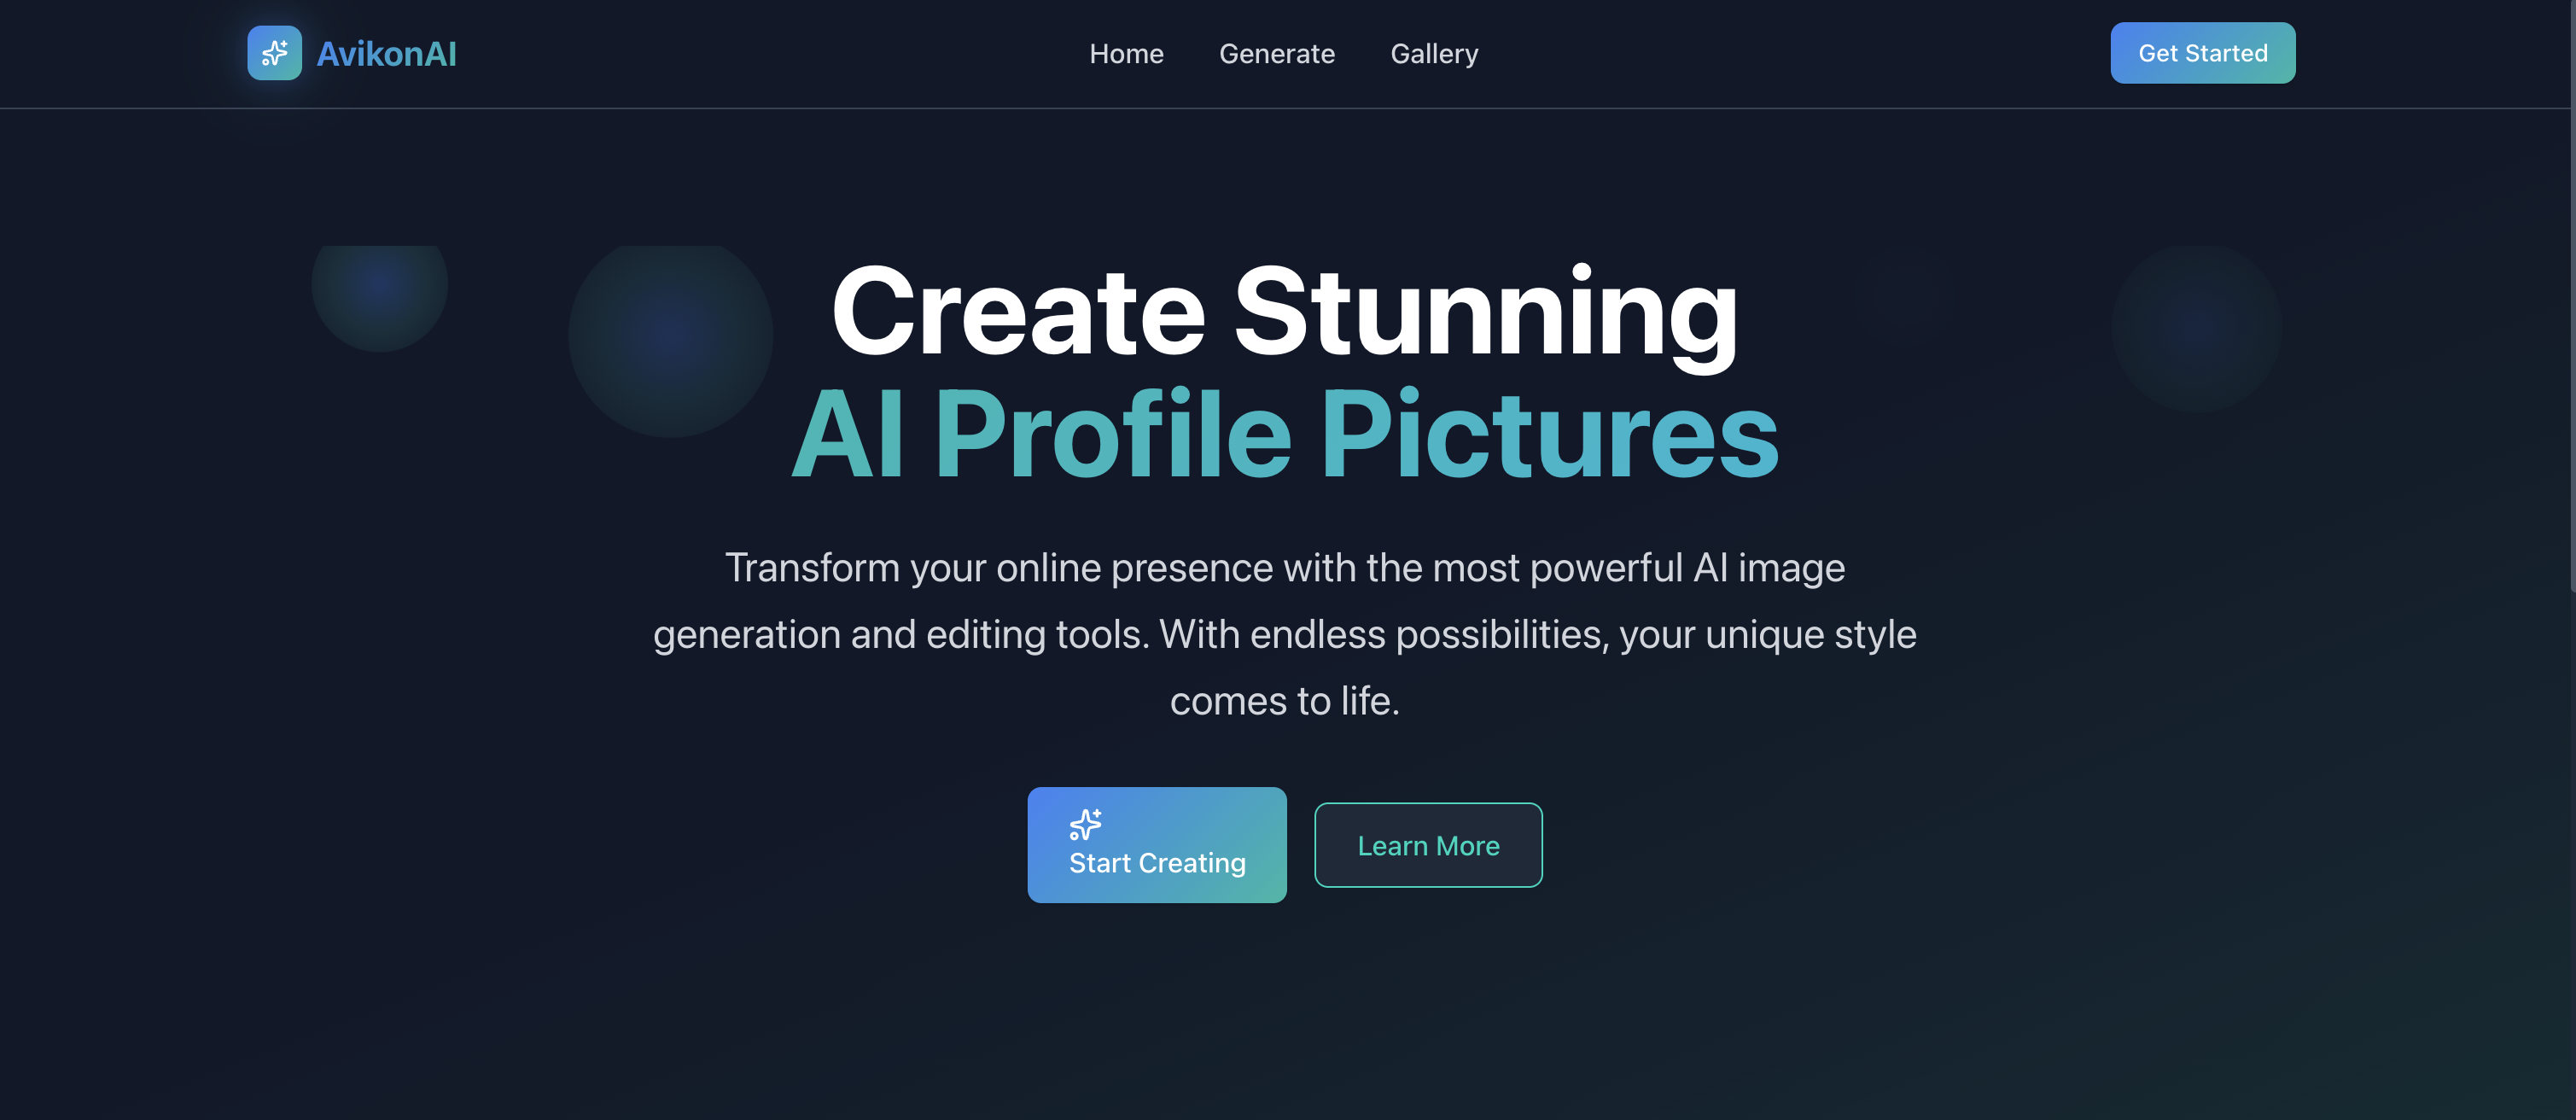 AvikonAI
Home
Generate
Gallery
Get Started
Create Stunning
AI Profile Pictures
Transform your online presence with the most powerful AI image
generation and editing tools. With endless possibilities, your unique style
comes to life.
Start Creating
Learn More